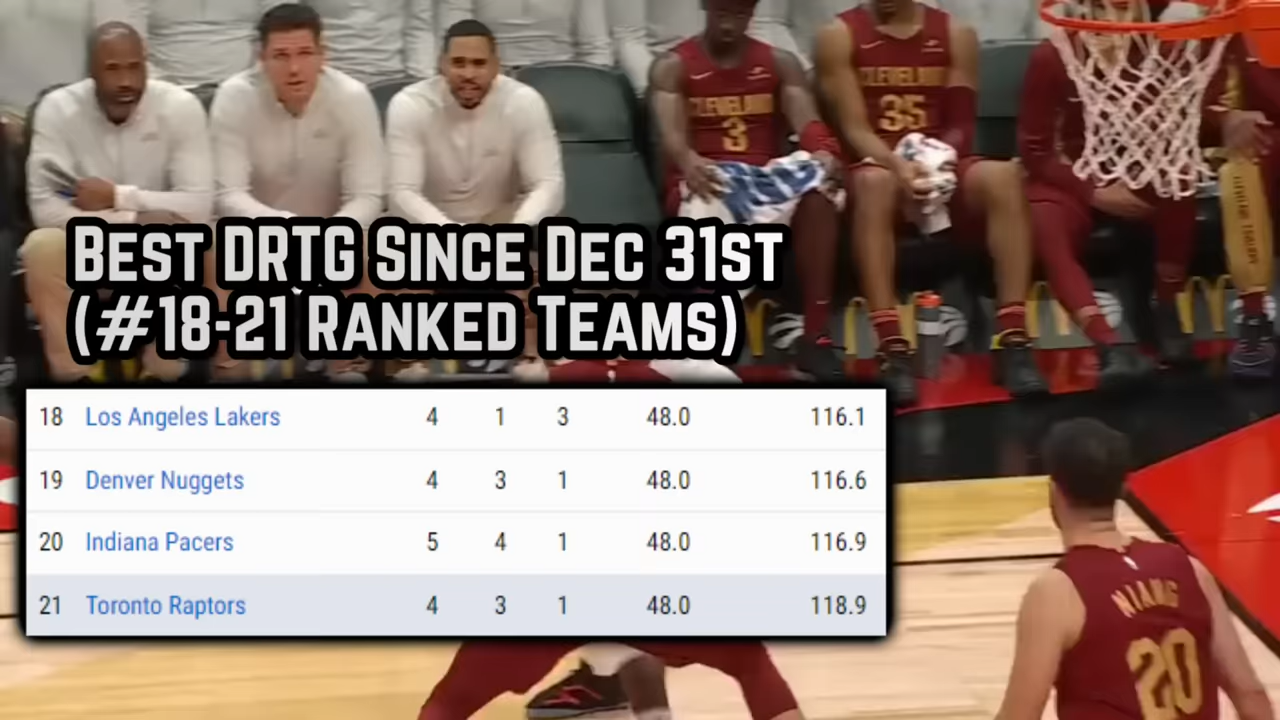 CLEVELAND
3
CLEVELAND
35
BEST DRTG SINCE DEC 31ST
(#18-21 RANKED TEAMS)
18 Los Angeles Lakers 4 1 3 48.0 116.1
19 Denver Nuggets 4 3 1 48.0 116.6
20 Indiana Pacers 5 4 1 48.0 116.9
21 Toronto Raptors 4 3 1 48.0 118.9
NIANG
20